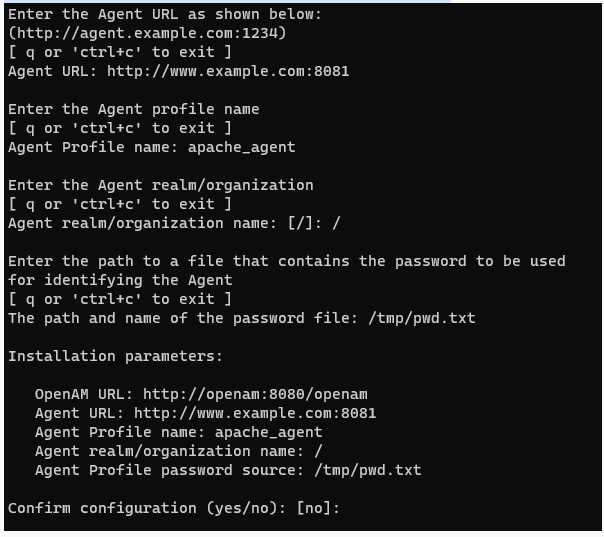 Enter the Agent URL as shown below:
(http://agent.example.com:1234)
[ q or 'ctrl+c' to exit ]
Agent URL: http://www.example.com:8081
Enter the Agent profile name
[ q or 'ctrl+c' to exit ]
Agent Profile name: apache_agent
Enter the Agent realm/organization
[ q or 'ctrl+c' to exit ]
Agent realm/organization name: [/]: /
Enter the path to a file that contains the password to be used
for identifying the Agent
[ q or 'ctrl+c' to exit ]
The path and name of the password file: /tmp/pwd.txt
Installation parameters:
OpenAM URL: http://openam:8080/openam
Agent URL: http://www.example.com:8081
Agent Profile name: apache_agent
Agent realm/organization name: /
Agent Profile password source: /tmp/pwd.txt
Confirm configuration (yes/no): [no]: